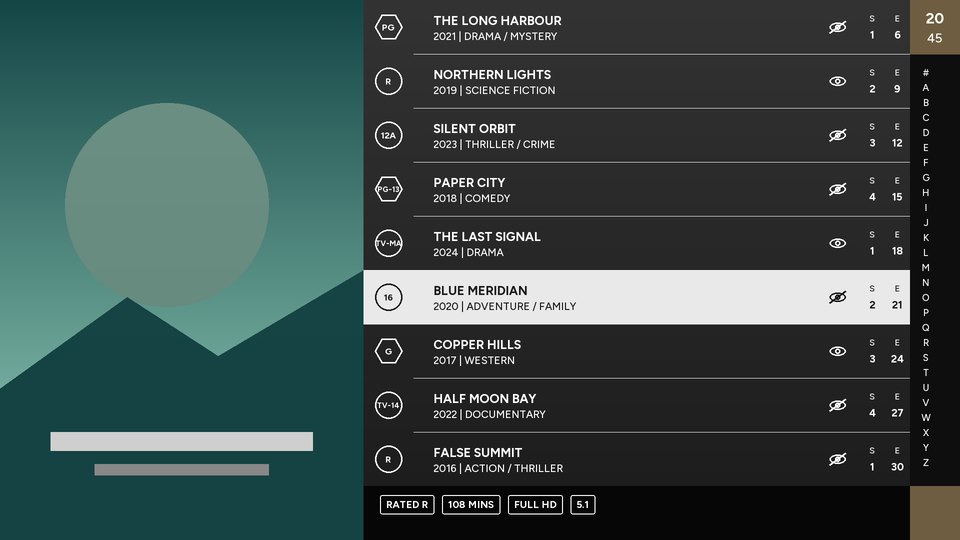 PG
THE LONG HARBOUR
2021 | DRAMA / MYSTERY
S E
1 6
R
NORTHERN LIGHTS
2019 | SCIENCE FICTION
S E
2 9
12A
SILENT ORBIT
2023 | THRILLER / CRIME
S E
3 12
PG-13
PAPER CITY
2018 | COMEDY
S E
4 15
TV-MA
THE LAST SIGNAL
2024 | DRAMA
S E
1 18
16
BLUE MERIDIAN
2020 | ADVENTURE / FAMILY
S E
2 21
G
COPPER HILLS
2017 | WESTERN
S E
3 24
TV-14
HALF MOON BAY
2022 | DOCUMENTARY
S E
4 27
R
FALSE SUMMIT
2016 | ACTION / THRILLER
S E
1 30
RATED R
108 MINS
FULL HD
5.1
20
45
#
A
B
C
D
E
F
G
H
I
J
K
L
M
N
O
P
Q
R
S
T
U
V
W
X
Y
Z